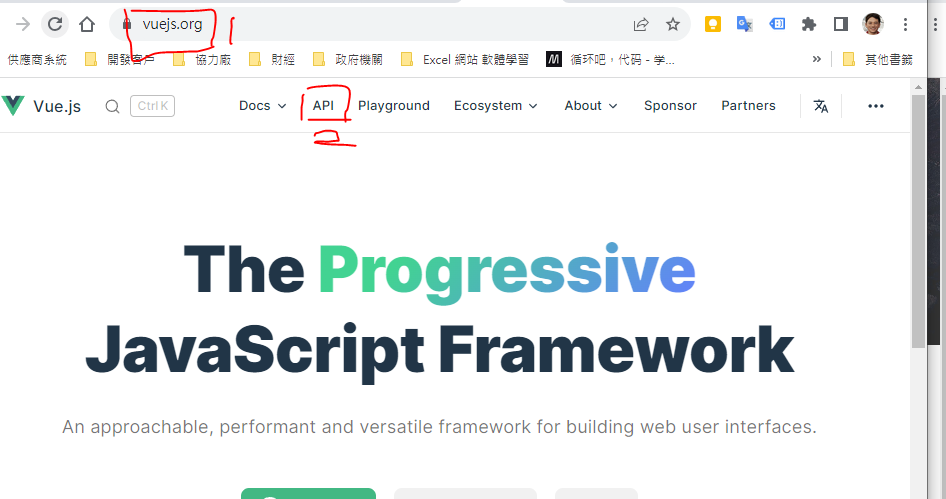 vuejs.org 1
供應商系統 開發客戶 協力廠 財經 政府機關 Excel 網站 軟體學習 M 循环吧，代码 - 学... » 其他書籤
Vue.js Ctrl K Docs API Playground Ecosystem About Sponsor Partners
2
The Progressive
JavaScript Framework
An approachable, performant and versatile framework for building web user interfaces.